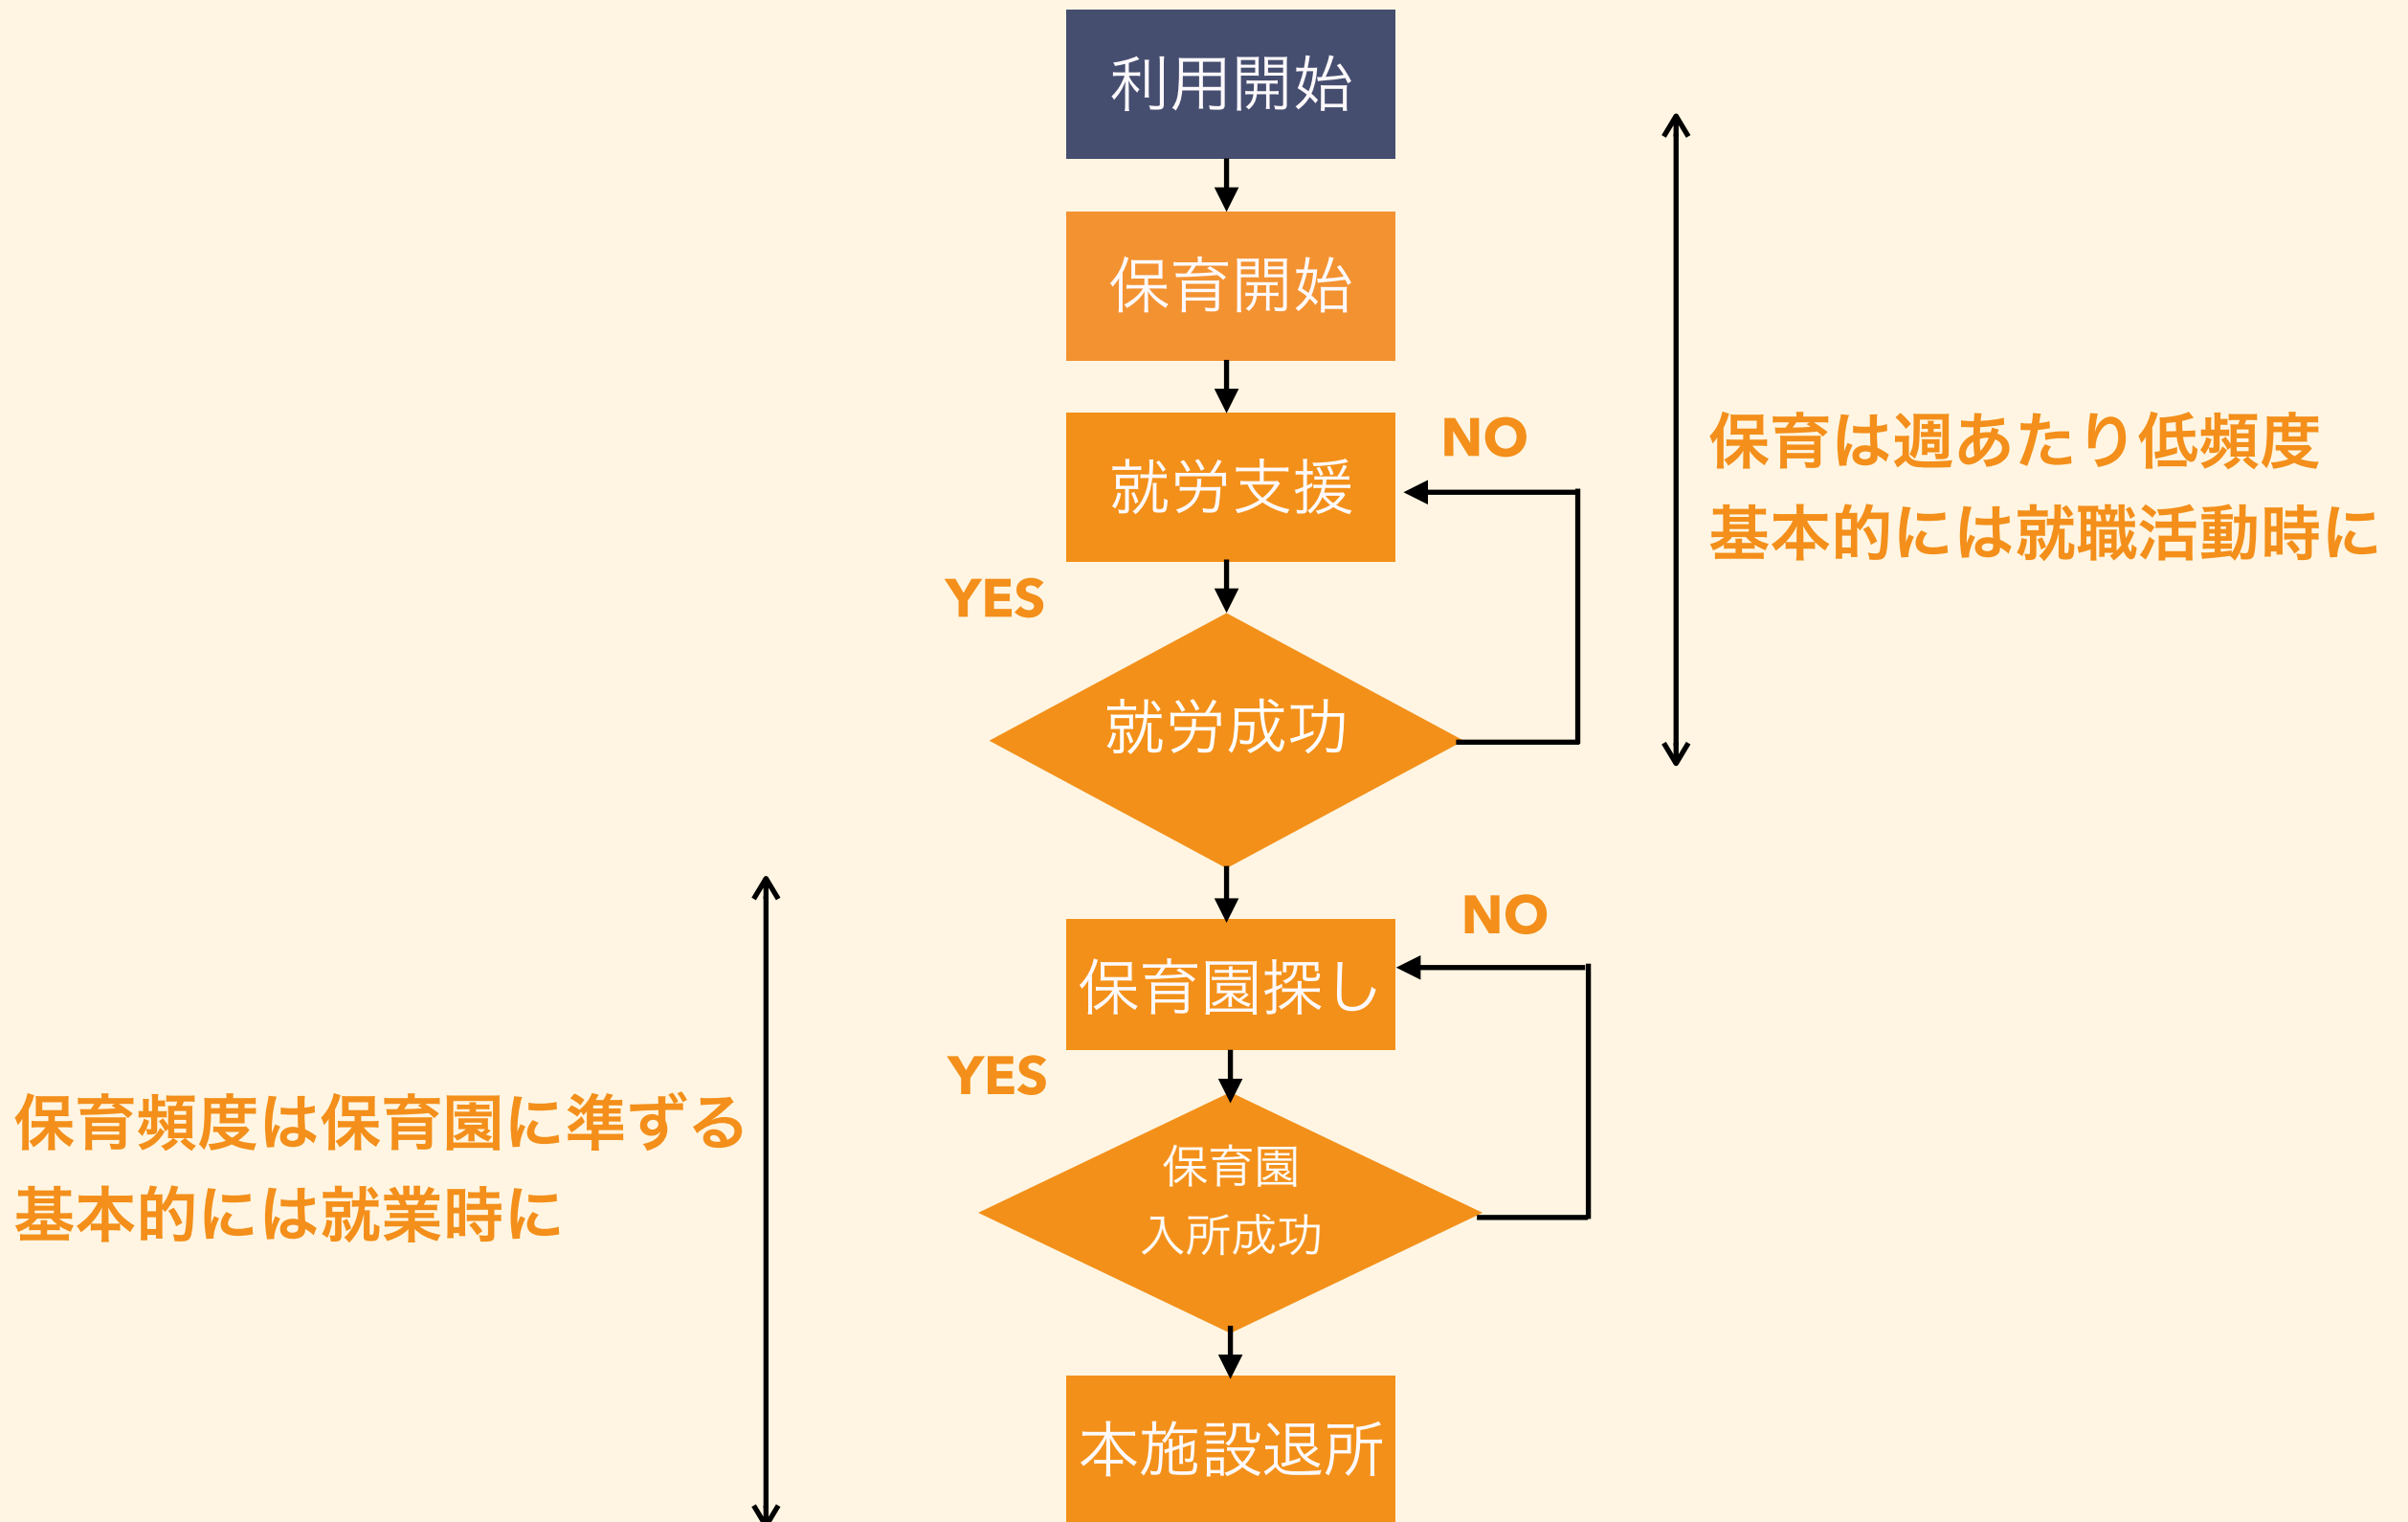 利用開始
保育開始
就労支援
NO
保育は週あたり低頻度
基本的には就職活動時に
YES
就労成功
保育園探し
NO
YES
保育頻度は保育園に準ずる
基本的には就業時に
保育園
入所成功
本施設退所